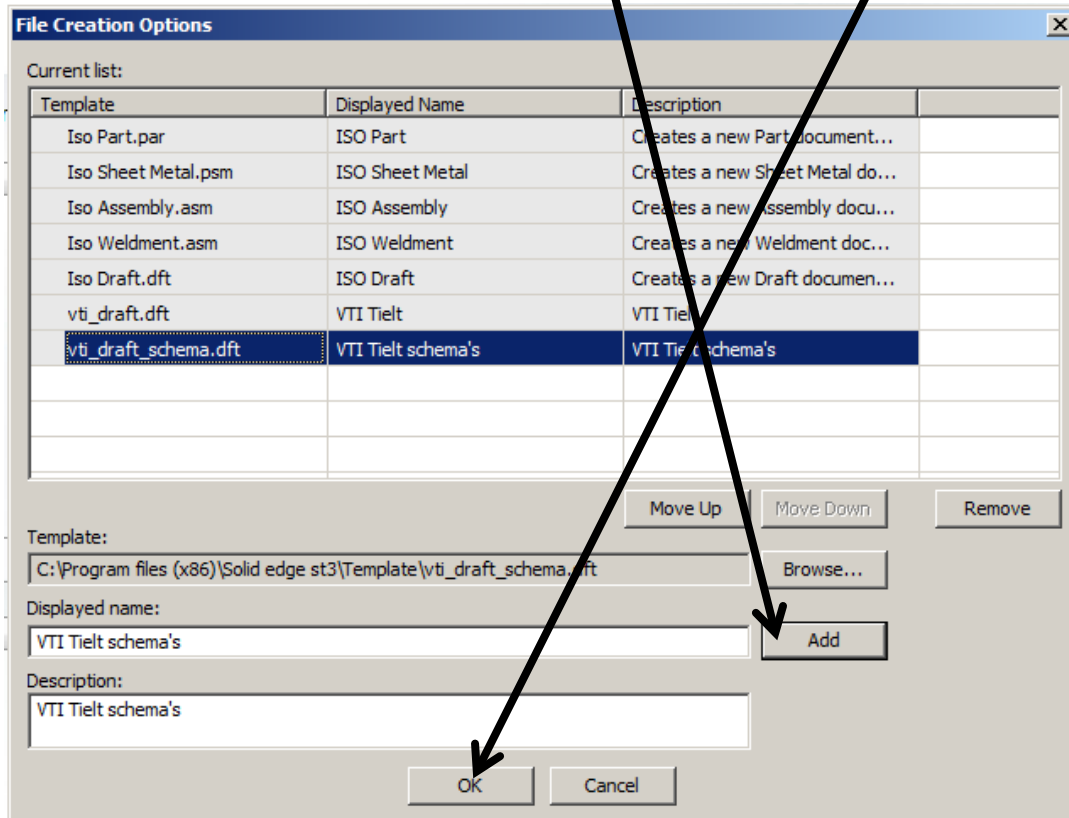 File Creation Options
Current list:
Template Displayed Name Description
Iso Part.par ISO Part Creates a new Part document...
Iso Sheet Metal.psm ISO Sheet Metal Creates a new Sheet Metal do...
Iso Assembly.asm ISO Assembly Creates a new Assembly docu...
Iso Weldment.asm ISO Weldment Creates a new Weldment doc...
Iso Draft.dft ISO Draft Creates a new Draft documen...
vti_draft.dft VTI Tielt VTI Tielt
vti_draft_schema.dft VTI Tielt schema's VTI Tielt schema's
Move Up Move Down Remove
Template:
C:\Program files (x86)\Solid edge st3\Template\vti_draft_schema.dft Browse...
Displayed name:
VTI Tielt schema's Add
Description:
VTI Tielt schema's
OK Cancel